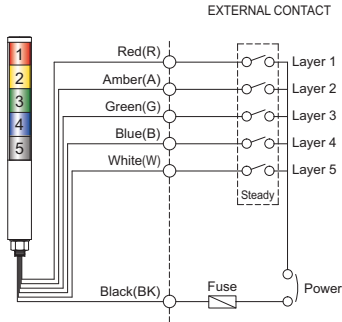 EXTERNAL CONTACT
1
2
3
4
5
Red(R)
Layer 1
Amber(A)
Layer 2
Green(G)
Layer 3
Blue(B)
Layer 4
White(W)
Layer 5
Steady
Black(BK)
Fuse
Power